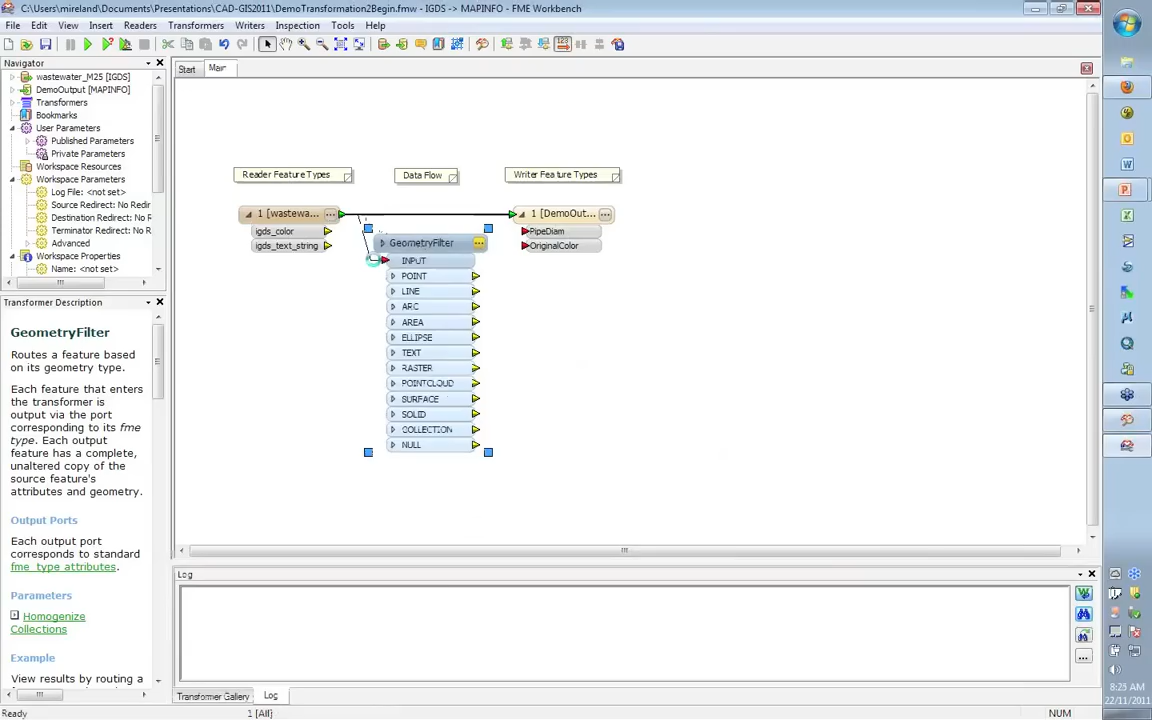 C:\Users\mireland\Documents\Presentations\CAD-GIS2011\DemoTransformation2Begin.fmw - IGDS -> MAPINFO - FME Workbench
File Edit View Insert Readers Transformers Writers Inspection Tools Help
Navigator
Start Main
wastewater_M25 [IGDS]
DemoOutput [MAPINFO]
Transformers
Bookmarks
User Parameters
Published Parameters
Private Parameters
Workspace Resources
Workspace Parameters
Log File: <not set>
Source Redirect: No Redir
Destination Redirect: No R
Terminator Redirect: No R
Advanced
Workspace Properties
Name: <not set>
Transformer Description
GeometryFilter
Routes a feature based
on its geometry type.
Each feature that enters
the transformer is
output via the port
corresponding to its fme
type. Each output
feature has a complete,
unaltered copy of the
source feature's
attributes and geometry.
Output Ports
Each output port
corresponds to standard
fme_type attributes.
Parameters
Homogenize
Collections
Example
View results by routing a
Reader Feature Types
Data Flow
Writer Feature Types
1 [wastewa...
igds_color
igds_text_string
1 [DemoOut...
PipeDiam
OriginalColor
GeometryFilter
INPUT
POINT
LINE
ARC
AREA
ELLIPSE
TEXT
RASTER
POINTCLOUD
SURFACE
SOLID
COLLECTION
NULL
Log
Transformer Gallery Log
Ready
1 [All]
NUM
8:25 AM
22/11/2011